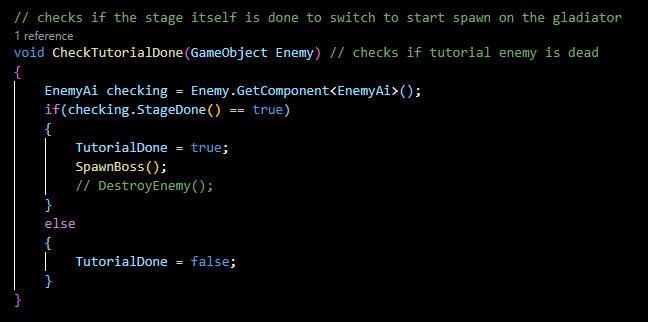 // checks if the stage itself is done to switch to start spawn on the gladiator
1 reference
void CheckTutorialDone(GameObject Enemy) // checks if tutorial enemy is dead
{
EnemyAi checking = Enemy.GetComponent<EnemyAi>();
if(checking.StageDone() == true)
{
TutorialDone = true;
SpawnBoss();
// DestroyEnemy();
}
else
{
TutorialDone = false;
}
}